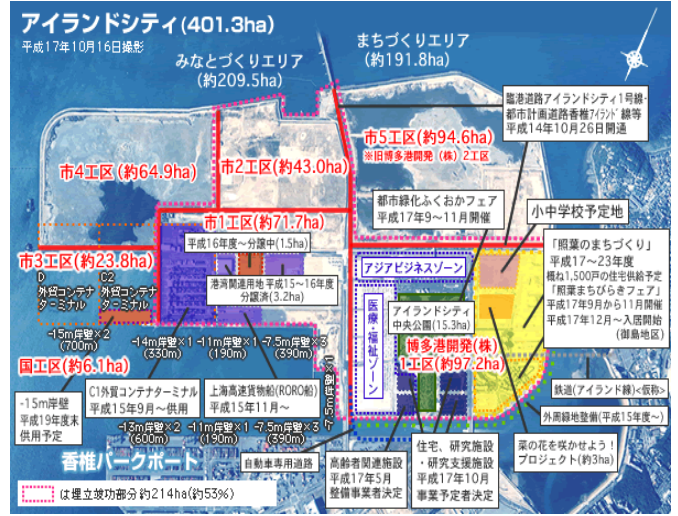 アイランドシティ(401.3ha)
平成17年10月16日撮影
みなとづくりエリア
(約209.5ha)
まちづくりエリア
(約191.8ha)
臨港道路アイランドシティ1号線・
都市計画道路香椎ｱｲﾗﾝﾄﾞ線等
平成14年10月26日開通
市5工区(約94.6ha)
※旧博多港開発(株)2工区
市4工区(約64.9ha)
市2工区(約43.0ha)
都市緑化ふくおかフェア
平成17年9～11月開催
小中学校予定地
市1工区(約71.7ha)
平成16年度～分譲中(1.5ha)
市3工区(約23.8ha)
D
外貿コンテナ
ターミナル
C2
外貿コンテナ
ターミナル
港湾関連用地 平成15～16年度
分譲済(3.2ha)
アジアビジネスゾーン
「照葉のまちづくり」
平成17～23年度
概ね1,500戸の住宅供給予定
「照葉まちびらきフェア」
平成17年9月から11月開催
平成17年12月～入居開始
(御島地区)
医療・福祉ゾーン
アイランドシティ
中央公園(15.3ha)
博多港開発(株)
1工区(約97.2ha)
-15m岸壁×2
(700m)
-14m岸壁×1
(330m)
-11m岸壁×1
(190m)
-7.5m岸壁×3
(390m)
-7.5m岸壁×1
国工区(約6.1ha)
-15m岸壁
平成19年度末
供用予定
C1外貿コンテナターミナル
平成15年9月～供用
上海高速貨物船(RORO船)
平成15年11月～
鉄道(アイランド線)<仮称>
外周緑地整備(平成15年度～)
-13m岸壁×2
(600m)
-11m岸壁×1
(190m)
-7.5m岸壁×3
(390m)
香椎パークポート
自動車専用道路
高齢者関連施設
平成17年5月
整備事業者決定
住宅、研究施設
・研究支援施設
平成17年10月
事業予定者決定
菜の花を咲かせよう！
プロジェクト(約3ha)
は埋立竣功部分 約214ha(約53%)